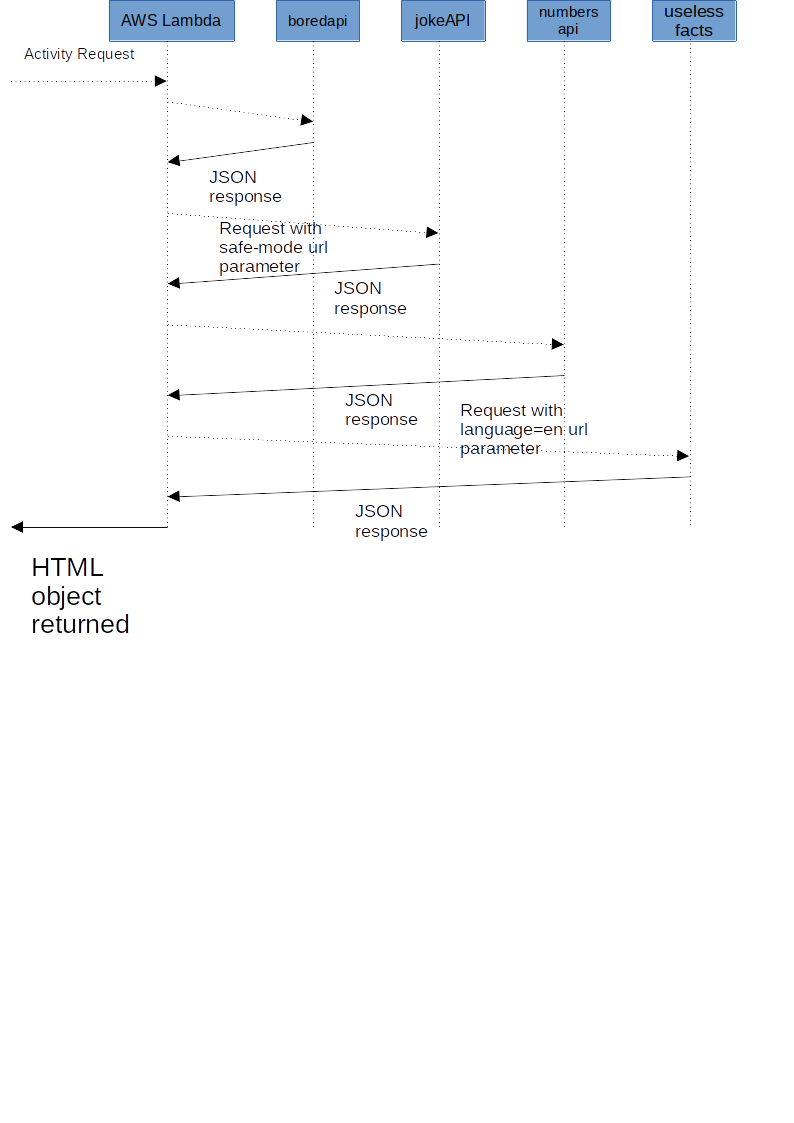 AWS Lambda
boredapi
jokeAPI
numbers
api
useless
facts
Activity Request
JSON
response
Request with
safe-mode url
parameter
JSON
response
JSON
response
Request with
language=en url
parameter
JSON
response
HTML
object
returned